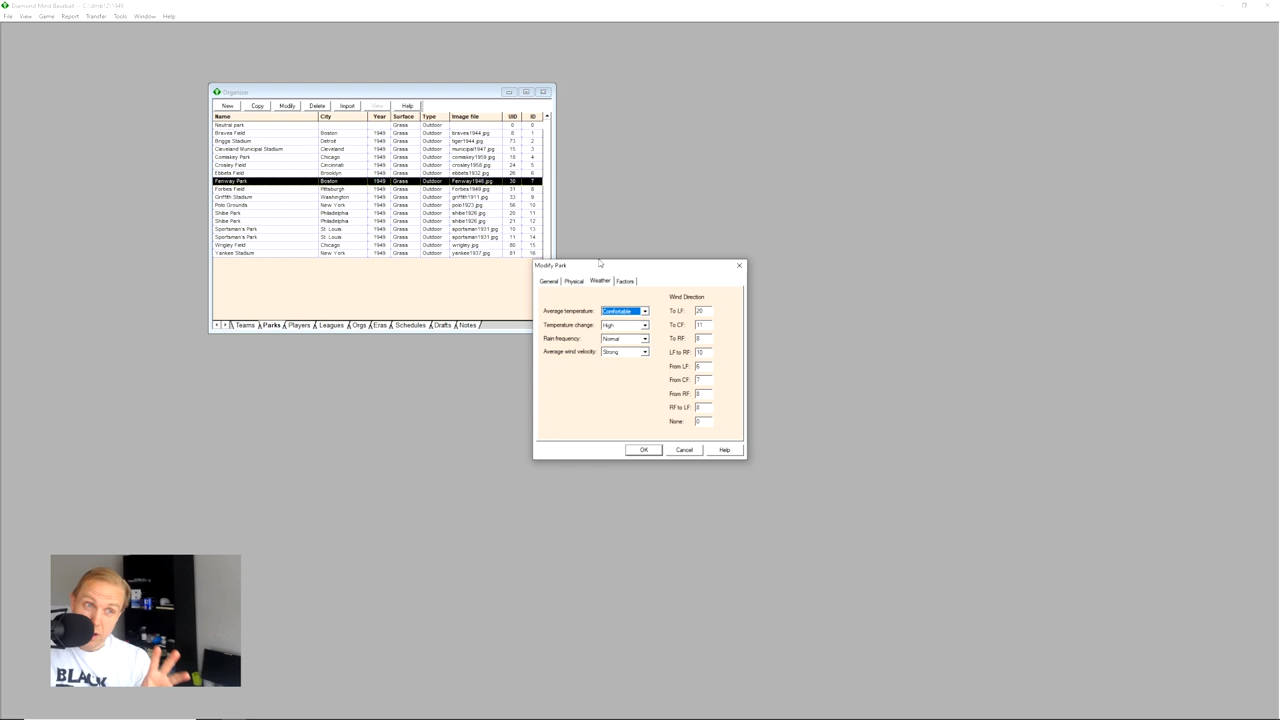 Diamond Mind Baseball - C:\dmb12\1949
File View Game Report Transfer Tools Window Help
Organizer
New Copy Modify Delete Import View Help
Name City Year Surface Type Image file UID ID
Neutral park Grass Outdoor 0 0
Braves Field Boston 1949 Grass Outdoor braves1944.jpg 8 1
Briggs Stadium Detroit 1949 Grass Outdoor tiger1944.jpg 73 2
Cleveland Municipal Stadium Cleveland 1949 Grass Outdoor municipal1947.jpg 15 3
Comiskey Park Chicago 1949 Grass Outdoor comiskey1959.jpg 18 4
Crosley Field Cincinnati 1949 Grass Outdoor crosley1958.jpg 24 5
Ebbets Field Brooklyn 1949 Grass Outdoor ebbets1932.jpg 26 6
Fenway Park Boston 1949 Grass Outdoor Fenway1946.jpg 30 7
Forbes Field Pittsburgh 1949 Grass Outdoor Forbes1949.jpg 31 8
Griffith Stadium Washington 1949 Grass Outdoor griffith1911.jpg 33 9
Polo Grounds New York 1949 Grass Outdoor polo1923.jpg 56 10
Shibe Park Philadelphia 1949 Grass Outdoor shibe1926.jpg 20 11
Shibe Park Philadelphia 1949 Grass Outdoor shibe1926.jpg 21 12
Sportsman's Park St. Louis 1949 Grass Outdoor sportsman1931.jpg 10 13
Sportsman's Park St. Louis 1949 Grass Outdoor sportsman1931.jpg 11 14
Wrigley Field Chicago 1949 Grass Outdoor wrigley.jpg 80 15
Yankee Stadium New York 1949 Grass Outdoor yankee1937.jpg 81 16
Teams Parks Players Leagues Orgs Eras Schedules Drafts Notes
Modify Park
General Physical Weather Factors
Wind Direction
Average temperature: Comfortable To LF: 20
Temperature change: High To CF: 11
Rain frequency: Normal To RF: 8
Average wind velocity: Strong LF to RF: 10
From LF: 6
From CF: 7
From RF: 8
RF to LF: 8
None: 0
OK Cancel Help
BLACK